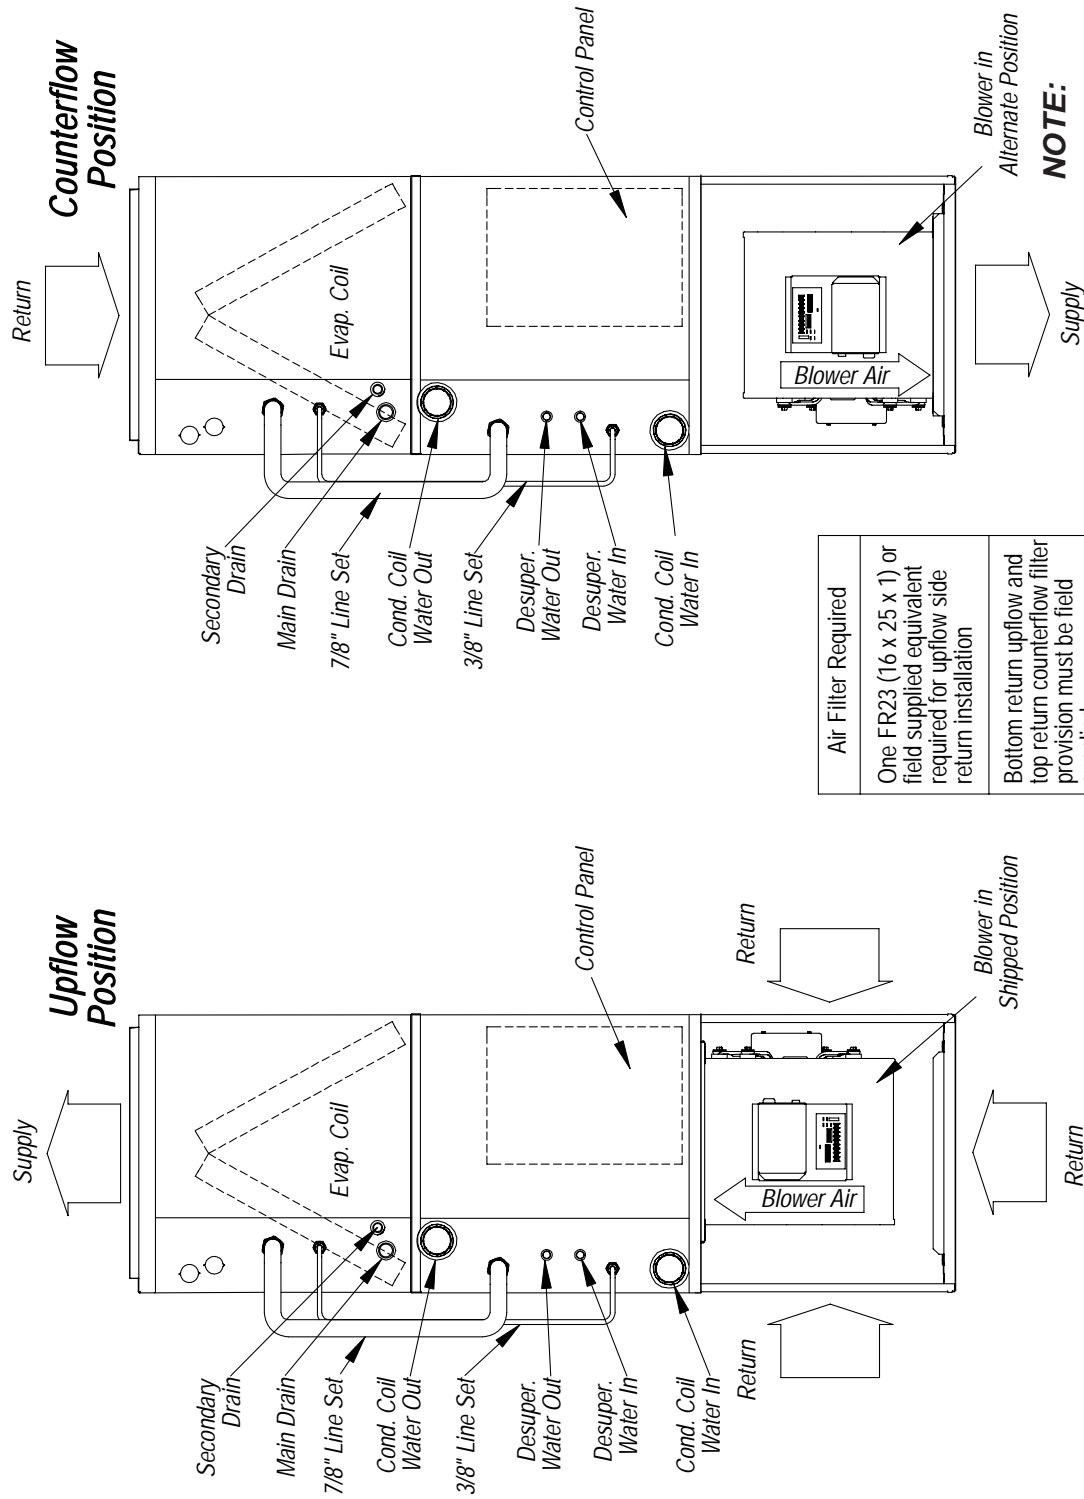 Counterflow
Position
Return
Evap. Coil
Control Panel
Secondary
Drain
Main Drain
7/8" Line Set
Cond. Coil
Water Out
3/8" Line Set
Desuper.
Water Out
Desuper.
Water In
Cond. Coil
Water In
Blower Air
Blower in
Alternate Position
Supply
NOTE:
Air Filter Required
One FR23 (16 x 25 x 1) or
field supplied equivalent
required for upflow side
return installation
Bottom return upflow and
top return counterflow filter
provision must be field
Upflow
Position
Supply
Evap. Coil
Control Panel
Secondary
Drain
Main Drain
7/8" Line Set
Cond. Coil
Water Out
3/8" Line Set
Desuper.
Water Out
Desuper.
Water In
Cond. Coil
Water In
Return
Return
Blower Air
Blower in
Shipped Position
Return